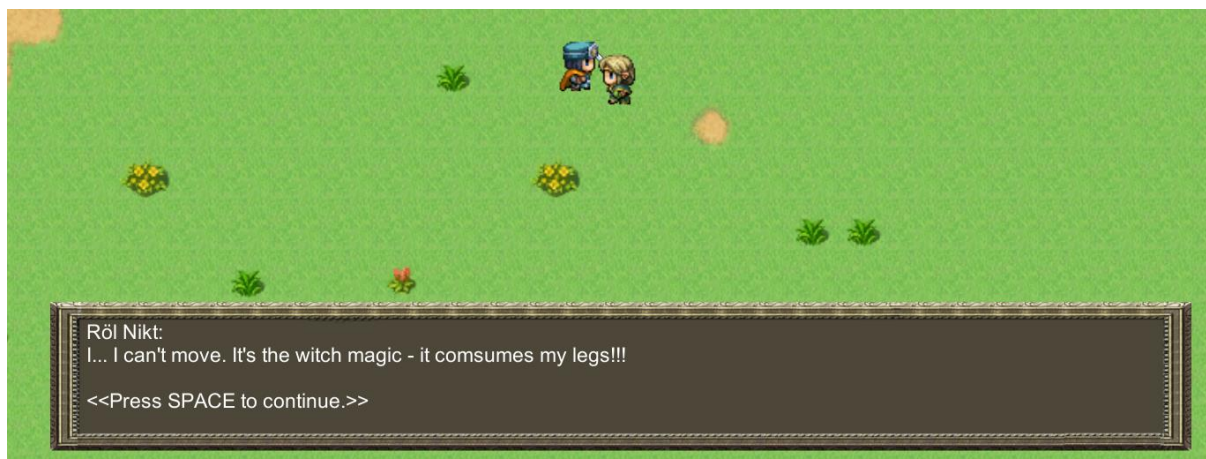 Röl Nikt:
I... I can't move. It's the witch magic - it comsumes my legs!!!
<<Press SPACE to continue.>>